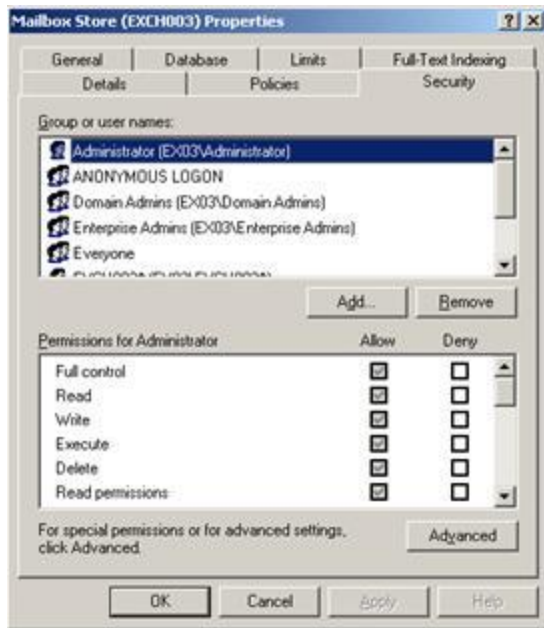 Mailbox Store (EXCH003) Properties
General Database Limits Full-Text Indexing
Details Policies Security
Group or user names:
Administrator (EX03\Administrator)
ANONYMOUS LOGON
Domain Admins (EX03\Domain Admins)
Enterprise Admins (EX03\Enterprise Admins)
Everyone
Add... Remove
Permissions for Administrator Allow Deny
Full control
Read
Write
Execute
Delete
Read permissions
For special permissions or for advanced settings,
click Advanced.
Advanced
OK Cancel Apply Help